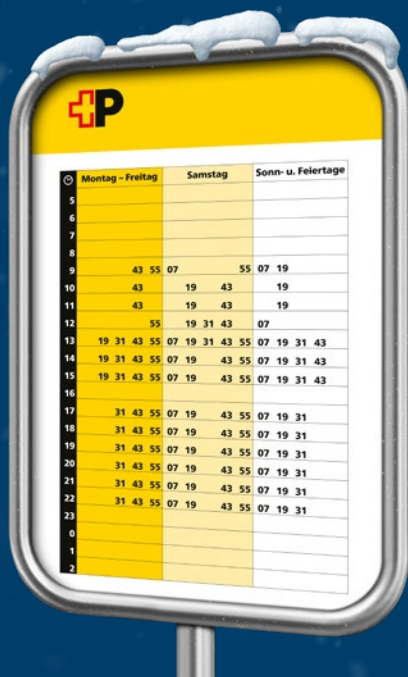 P
Montag – Freitag Samstag Sonn- u. Feiertage
5
6
7
8
9 43 55 07 55 07 19
10 43 19 43 19
11 43 19 43 19
12 55 19 31 43 07
13 19 31 43 55 07 19 31 43 55 07 19 31 43
14 19 31 43 55 07 19 43 55 07 19 31 43
15 19 31 43 55 07 19 43 55 07 19 31 43
16
17 31 43 55 07 19 43 55 07 19 31
18 31 43 55 07 19 43 55 07 19 31
19 31 43 55 07 19 43 55 07 19 31
20 31 43 55 07 19 43 55 07 19 31
21 31 43 55 07 19 43 55 07 19 31
22 31 43 55 07 19 43 55 07 19 31
23
0
1
2